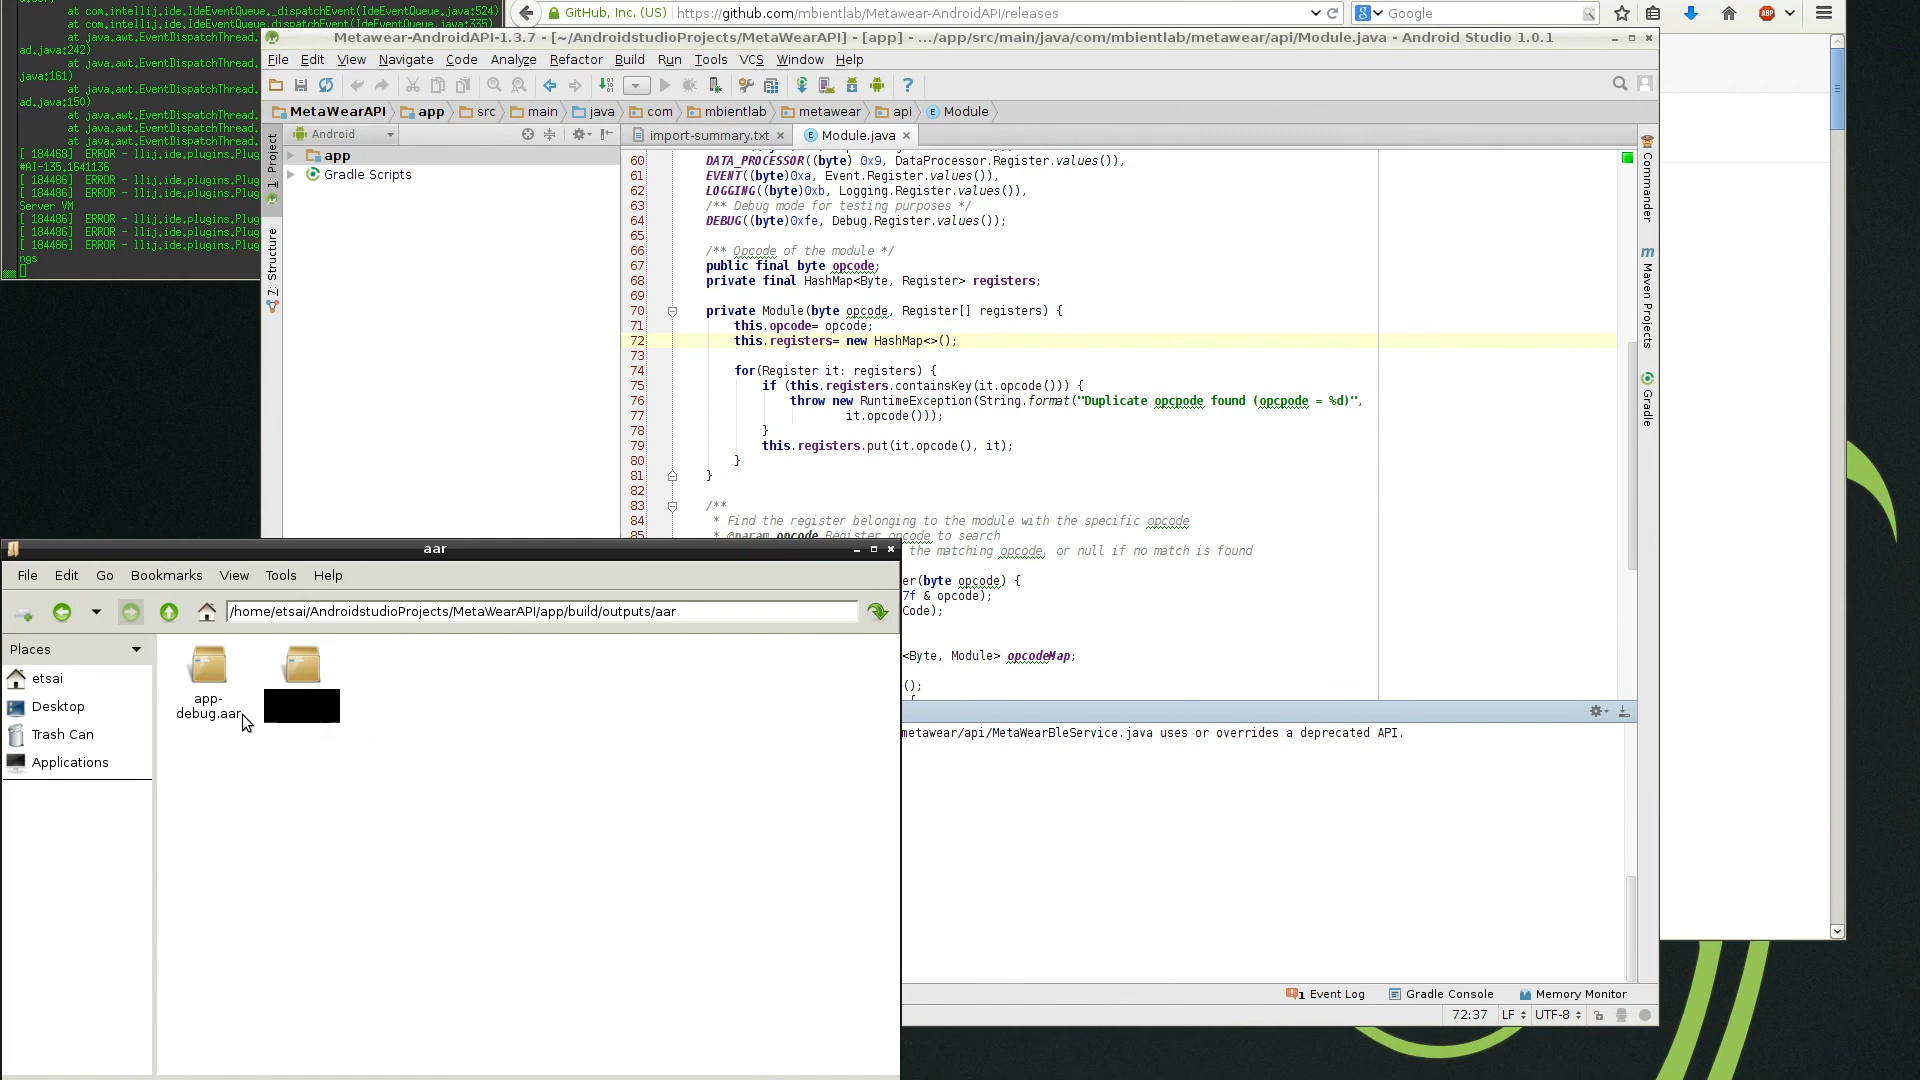 at com.intellij.ide.IdeEventQueue._dispatchEvent(IdeEventQueue.java:524)
at com.intellij.ide.IdeEventQueue.dispatchEvent(IdeEventQueue.java:335)
at java.awt.EventDispatchThread.
ad.java:242)
at java.awt.EventDispatchThread.
java:161)
at java.awt.EventDispatchThread.
ad.java:150)
at java.awt.EventDispatchThread.
at java.awt.EventDispatchThread.
at java.awt.EventDispatchThread.
[ 184468] ERROR - llij.ide.plugins.Plug
#AI-135.1641136
[ 184486] ERROR - llij.ide.plugins.Plug
[ 184486] ERROR - llij.ide.plugins.Plug
Server VM
[ 184486] ERROR - llij.ide.plugins.Plug
[ 184486] ERROR - llij.ide.plugins.Plug
[ 184486] ERROR - llij.ide.plugins.Plug
ngs
GitHub, Inc. (US) https://github.com/mbientlab/Metawear-AndroidAPI/releases
Google
ABP
Metawear-AndroidAPI-1.3.7 - [~/AndroidstudioProjects/MetaWearAPI] - [app] - .../app/src/main/java/com/mbientlab/metawear/api/Module.java - Android Studio 1.0.1
File Edit View Navigate Code Analyze Refactor Build Run Tools VCS Window Help
MetaWearAPI app src main java com mbientlab metawear api Module
Android
import-summary.txt Module.java
1: Project
7: Structure
app
Gradle Scripts
60 DATA_PROCESSOR((byte) 0x9, DataProcessor.Register.values()),
61 EVENT((byte)0xa, Event.Register.values()),
62 LOGGING((byte)0xb, Logging.Register.values()),
63 /** Debug mode for testing purposes */
64 DEBUG((byte)0xfe, Debug.Register.values());
65
66 /** Opcode of the module */
67 public final byte opcode;
68 private final HashMap<Byte, Register> registers;
69
70 private Module(byte opcode, Register[] registers) {
71 this.opcode= opcode;
72 this.registers= new HashMap<>();
73
74 for(Register it: registers) {
75 if (this.registers.containsKey(it.opcode())) {
76 throw new RuntimeException(String.format("Duplicate opcpode found (opcpode = %d)",
77 it.opcode()));
78 }
79 this.registers.put(it.opcode(), it);
80 }
81 }
82
83 /**
84 * Find the register belonging to the module with the specific opcode
85 * @param opcode Register opcode to search
the matching opcode, or null if no match is found
er(byte opcode) {
7f & opcode);
Code);
<Byte, Module> opcodeMap;
();
{
Commander
Maven Projects
Gradle
metawear/api/MetaWearBleService.java uses or overrides a deprecated API.
1 Event Log Gradle Console Memory Monitor
72:37 LF UTF-8
aar
File Edit Go Bookmarks View Tools Help
/home/etsai/AndroidstudioProjects/MetaWearAPI/app/build/outputs/aar
Places
etsai
Desktop
Trash Can
Applications
app-
debug.aar